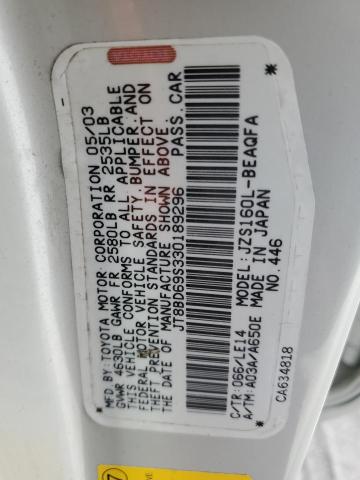 MFD.BY:TOYOTA MOTOR CORPORATION 05/03
GVWR 4630LB GAWR FR 2580LB RR 2535LB
THIS VEHICLE CONFORMS TO ALL APPLICABLE
FEDERAL MOTOR VEHICLE SAFETY, BUMPER, AND
THEFT PREVENTION STANDARDS IN EFFECT ON
THE DATE OF MANUFACTURE SHOWN ABOVE.
JT8BD69S330189296 PASS.CAR
C/TR:066/LE14 MODEL:JZS160L-BEAQFA
A/TM:A03A/A650E MADE IN JAPAN
NO.446
CA634818